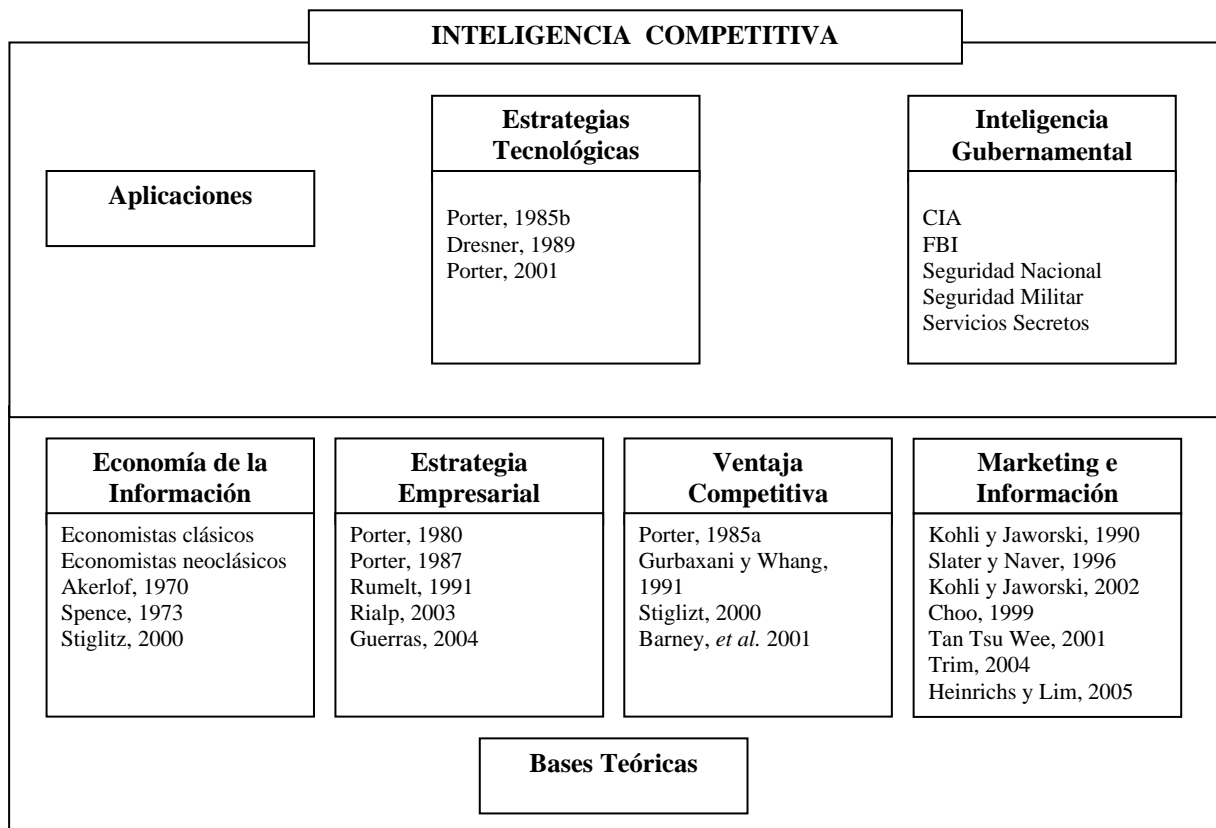 INTELIGENCIA COMPETITIVA
Aplicaciones
Estrategias
Tecnológicas
Porter, 1985b
Dresner, 1989
Porter, 2001
Inteligencia
Gubernamental
CIA
FBI
Seguridad Nacional
Seguridad Militar
Servicios Secretos
Economía de la
Información
Economistas clásicos
Economistas neoclásicos
Akerlof, 1970
Spence, 1973
Stiglitz, 2000
Estrategia
Empresarial
Porter, 1980
Porter, 1987
Rumelt, 1991
Rialp, 2003
Guerras, 2004
Ventaja
Competitiva
Porter, 1985a
Gurbaxani y Whang,
1991
Stiglizt, 2000
Barney, et al. 2001
Marketing e
Información
Kohli y Jaworski, 1990
Slater y Naver, 1996
Kohli y Jaworski, 2002
Choo, 1999
Tan Tsu Wee, 2001
Trim, 2004
Heinrichs y Lim, 2005
Bases Teóricas